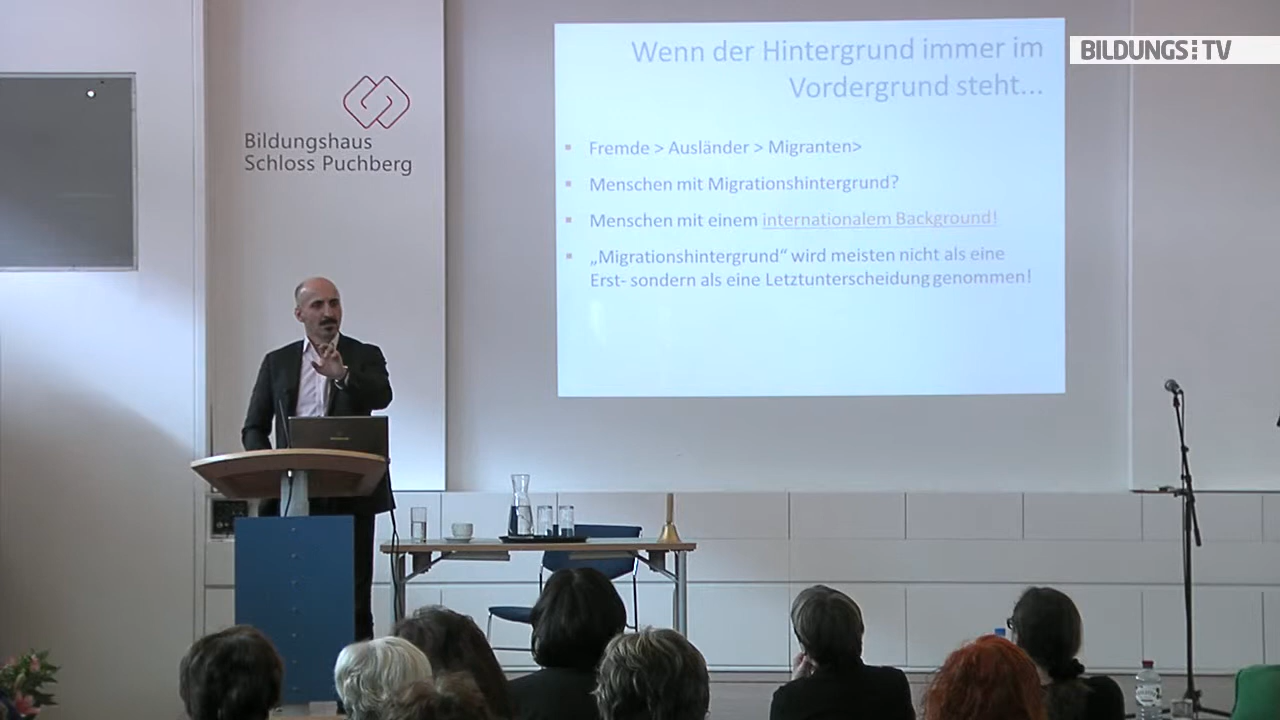 BILDUNGS TV
Wenn der Hintergrund immer im
Vordergrund steht...
Bildungshaus
Schloss Puchberg
Fremde > Ausländer > Migranten>
Menschen mit Migrationshintergrund?
Menschen mit einem internationalem Background!
„Migrationshintergrund“ wird meisten nicht als eine
Erst- sondern als eine Letztunterscheidung genommen!